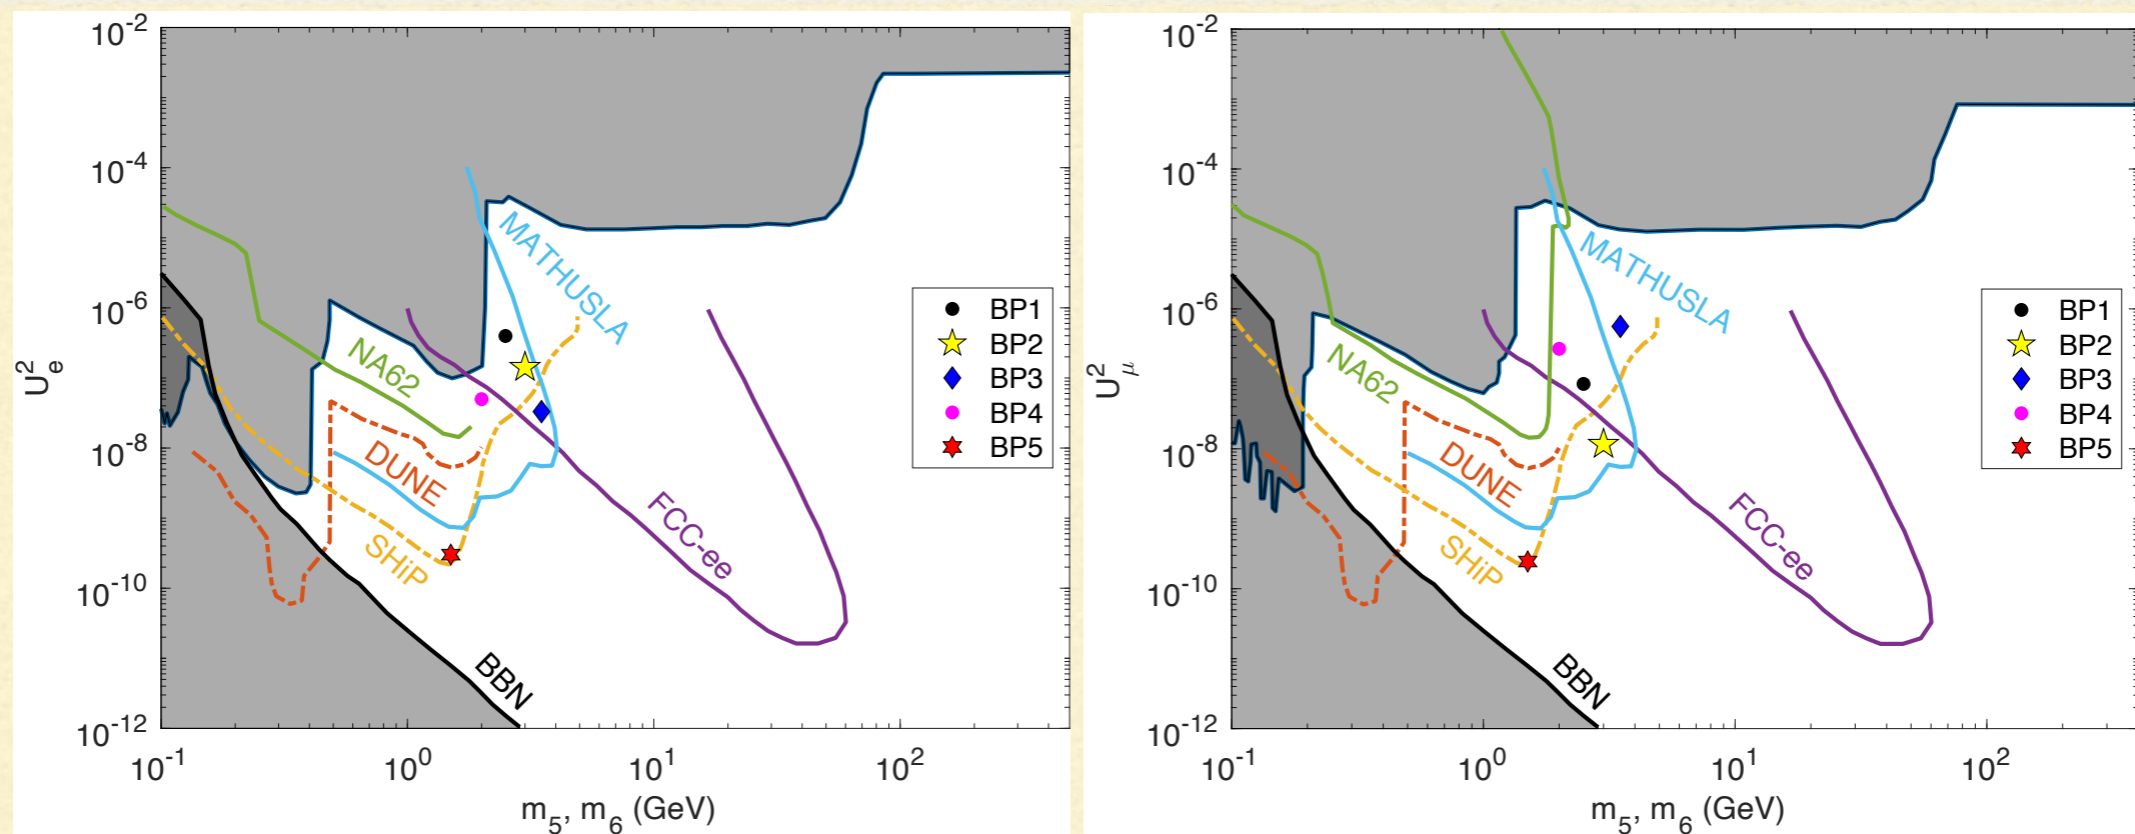 10^-2
10^-4
10^-6
10^-8
10^-10
10^-12
U_e^2
10^-1
10^0
10^1
10^2
m_5, m_6 (GeV)
MATHUSLA
NA62
DUNE
SHiP
FCC-ee
BBN
BP1
BP2
BP3
BP4
BP5
10^-2
10^-4
10^-6
10^-8
10^-10
10^-12
U_μ^2
10^-1
10^0
10^1
10^2
m_5, m_6 (GeV)
MATHUSLA
NA62
DUNE
SHiP
FCC-ee
BBN
BP1
BP2
BP3
BP4
BP5